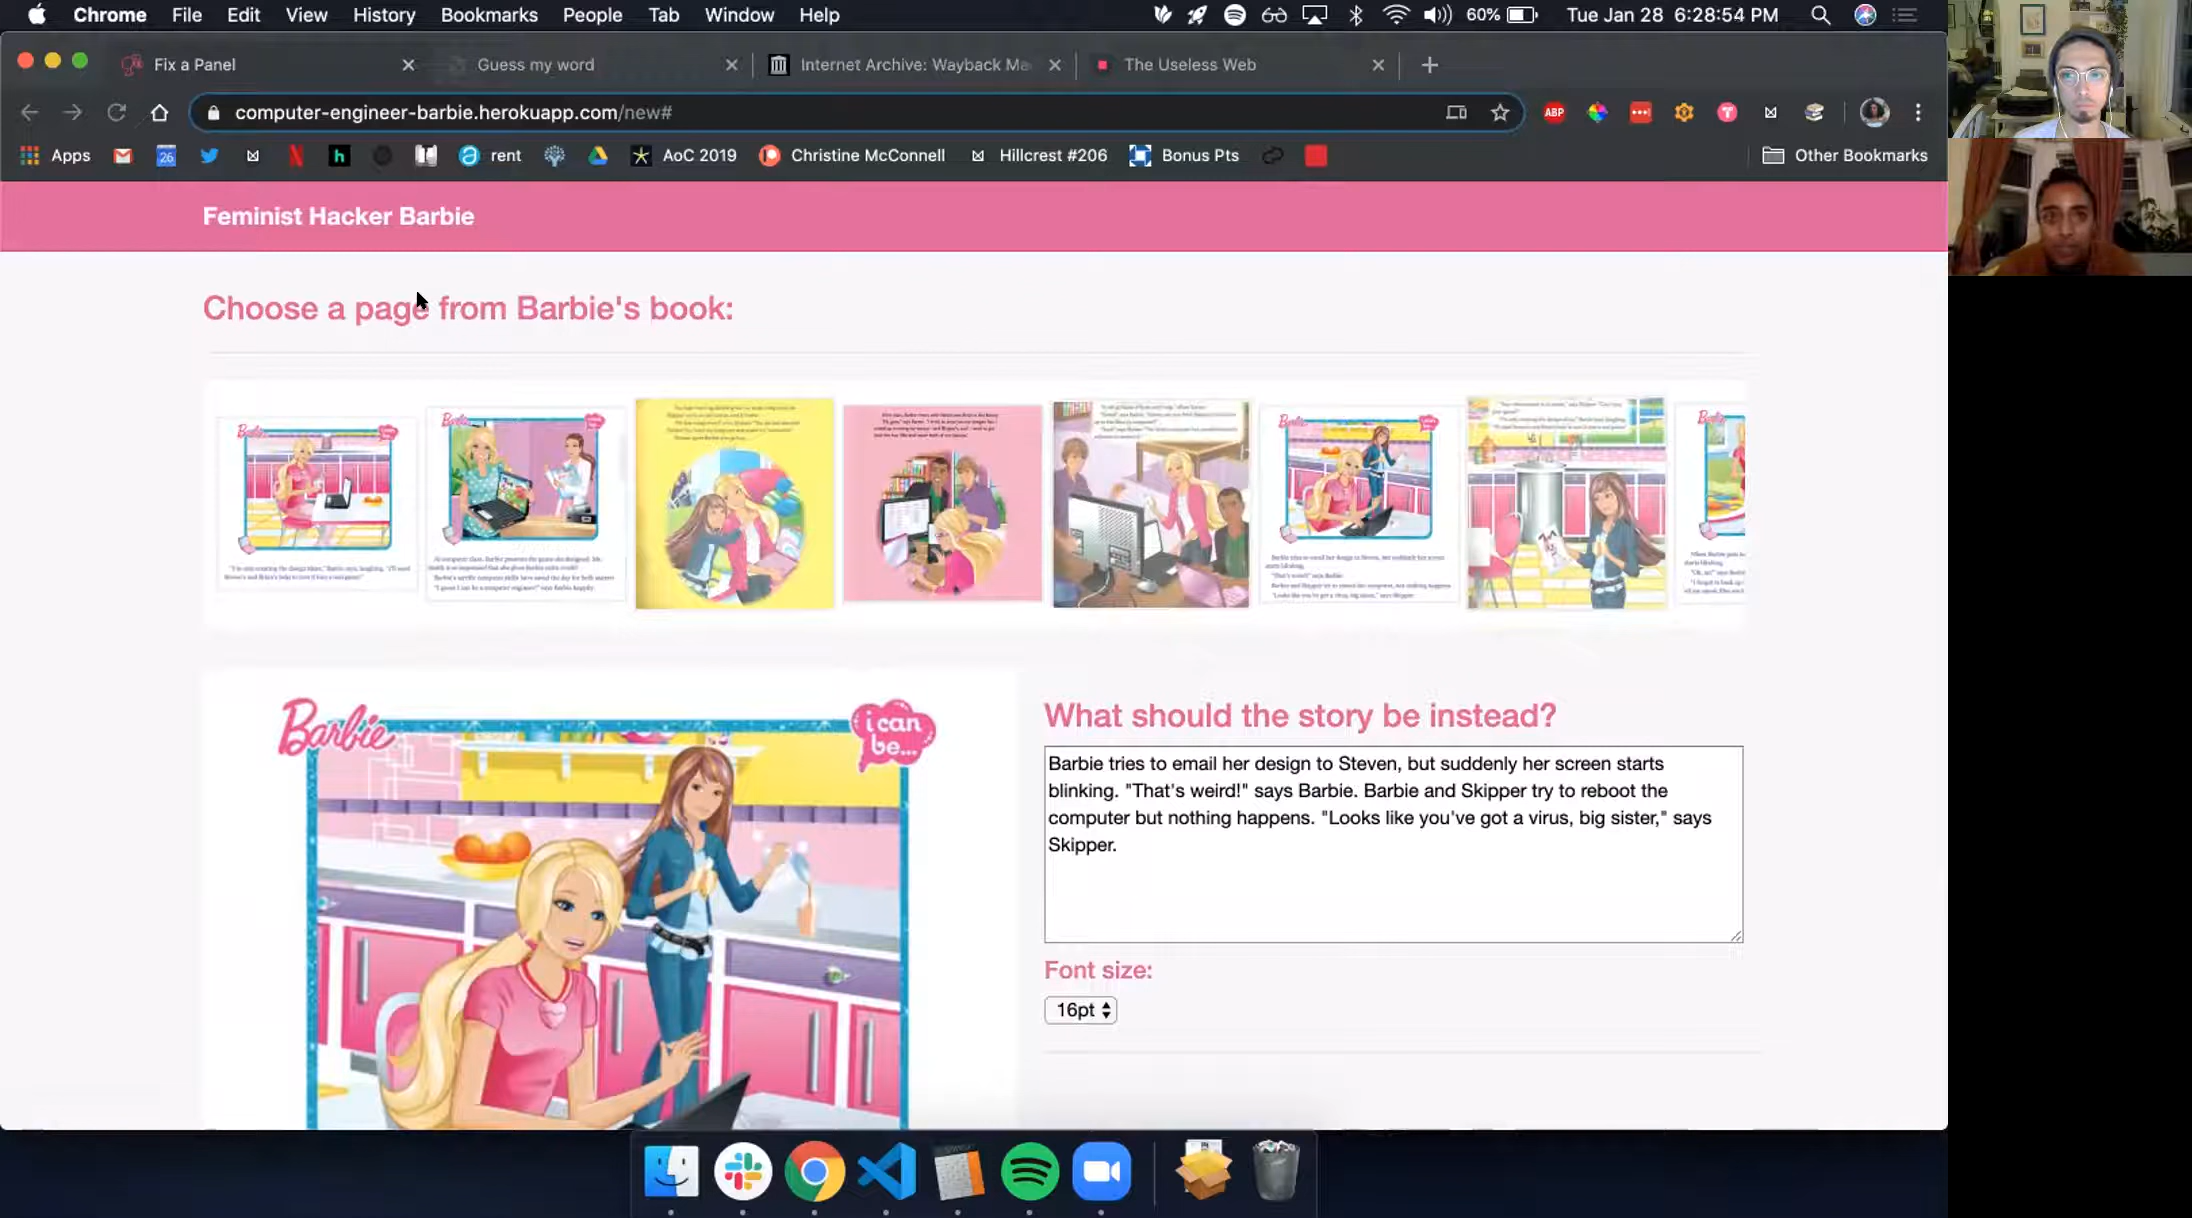 Chrome File Edit View History Bookmarks People Tab Window Help 60% Tue Jan 28 6:28:54 PM
Fix a Panel Guess my word Internet Archive: Wayback Ma The Useless Web
computer-engineer-barbie.herokuapp.com/new# ABP
Apps 26 h rent AoC 2019 Christine McConnell Hillcrest #206 Bonus Pts Other Bookmarks
Feminist Hacker Barbie
Choose a page from Barbie's book:
Barbie
i can
be...
What should the story be instead?
Barbie tries to email her design to Steven, but suddenly her screen starts
blinking. "That's weird!" says Barbie. Barbie and Skipper try to reboot the
computer but nothing happens. "Looks like you've got a virus, big sister," says
Skipper.
Font size:
16pt